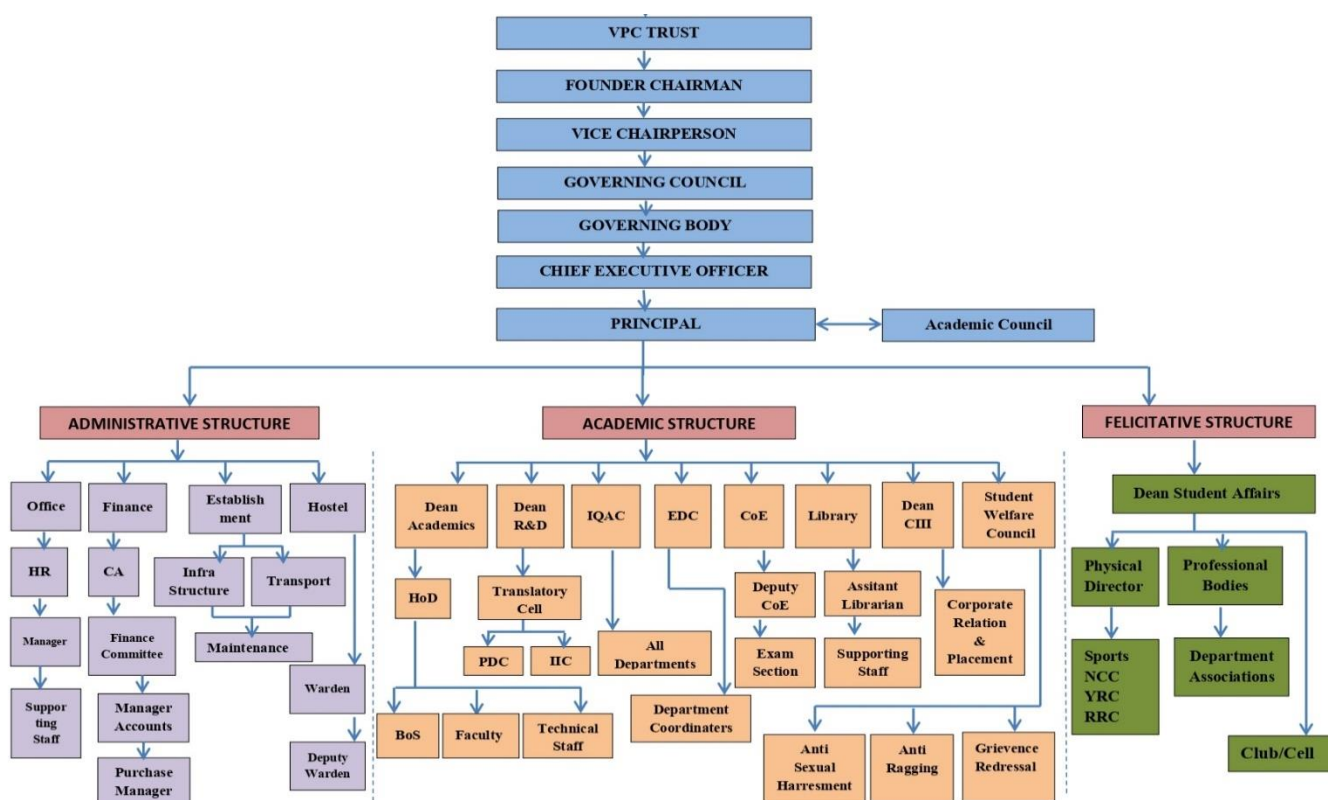 VPC TRUST
FOUNDER CHAIRMAN
VICE CHAIRPERSON
GOVERNING COUNCIL
GOVERNING BODY
CHIEF EXECUTIVE OFFICER
PRINCIPAL
Academic Council
ADMINISTRATIVE STRUCTURE
ACADEMIC STRUCTURE
FELICITATIVE STRUCTURE
Office
Finance
Establish
ment
Hostel
HR
CA
Infra
Structure
Transport
Manager
Finance
Committee
Maintenance
Suppor
ting
Staff
Manager
Accounts
Purchase
Manager
Warden
Deputy
Warden
Dean
Academics
Dean
R&D
IQAC
EDC
CoE
Library
Dean
CIII
Student
Welfare
Council
HoD
Translatory
Cell
PDC
IIC
All
Departments
Deputy
CoE
Exam
Section
Assitant
Librarian
Supporting
Staff
Corporate
Relation
&
Placement
BoS
Faculty
Technical
Staff
Department
Coordinaters
Anti
Sexual
Harresment
Anti
Ragging
Grievence
Redressal
Dean Student Affairs
Physical
Director
Professional
Bodies
Sports
NCC
YRC
RRC
Department
Associations
Club/Cell